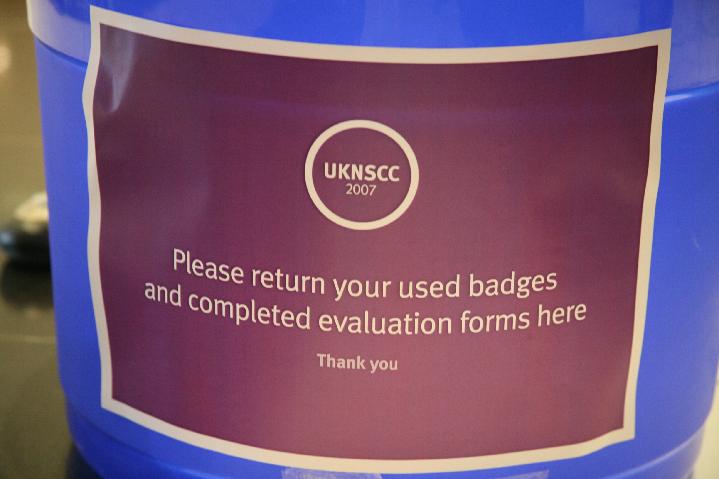 UKNSCC
2007
Please return your used badges
and completed evaluation forms here
Thank you